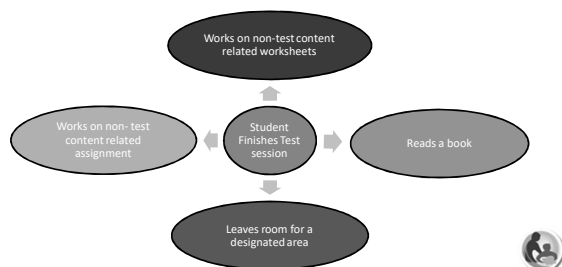 Works on non-test content
related worksheets
Works on non- test
content related
assignment
Student
Finishes Test
session
Reads a book
Leaves room for a
designated area